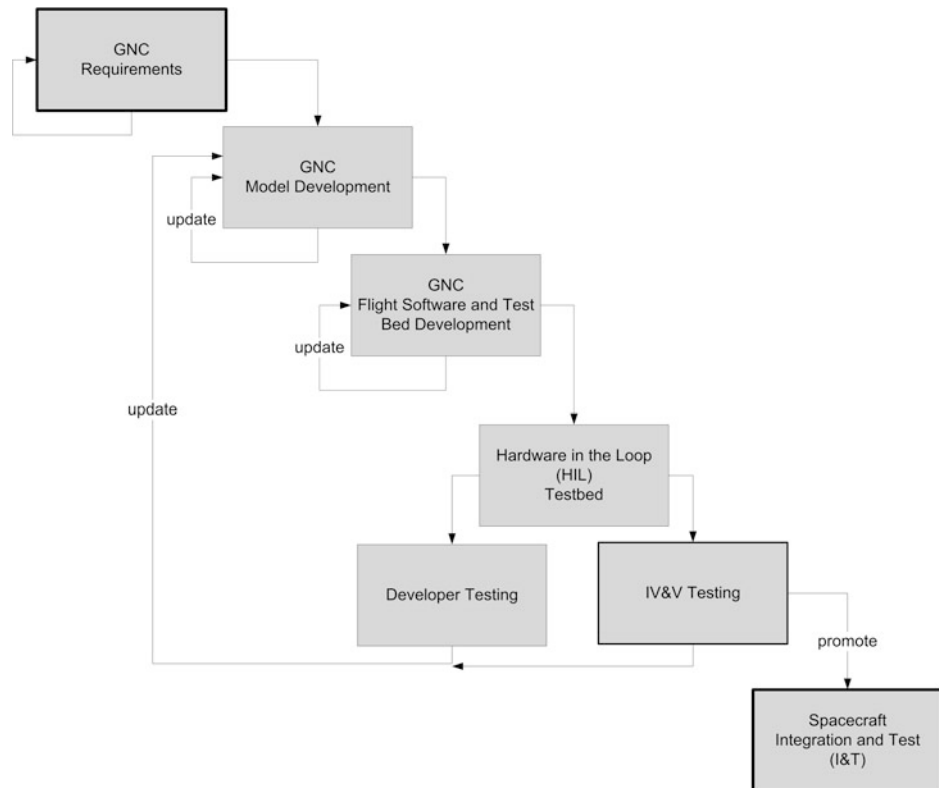 GNC
Requirements
GNC
Model Development
update
GNC
Flight Software and Test
Bed Development
update
update
Hardware in the Loop
(HIL)
Testbed
Developer Testing
IV&V Testing
promote
Spacecraft
Integration and Test
(I&T)